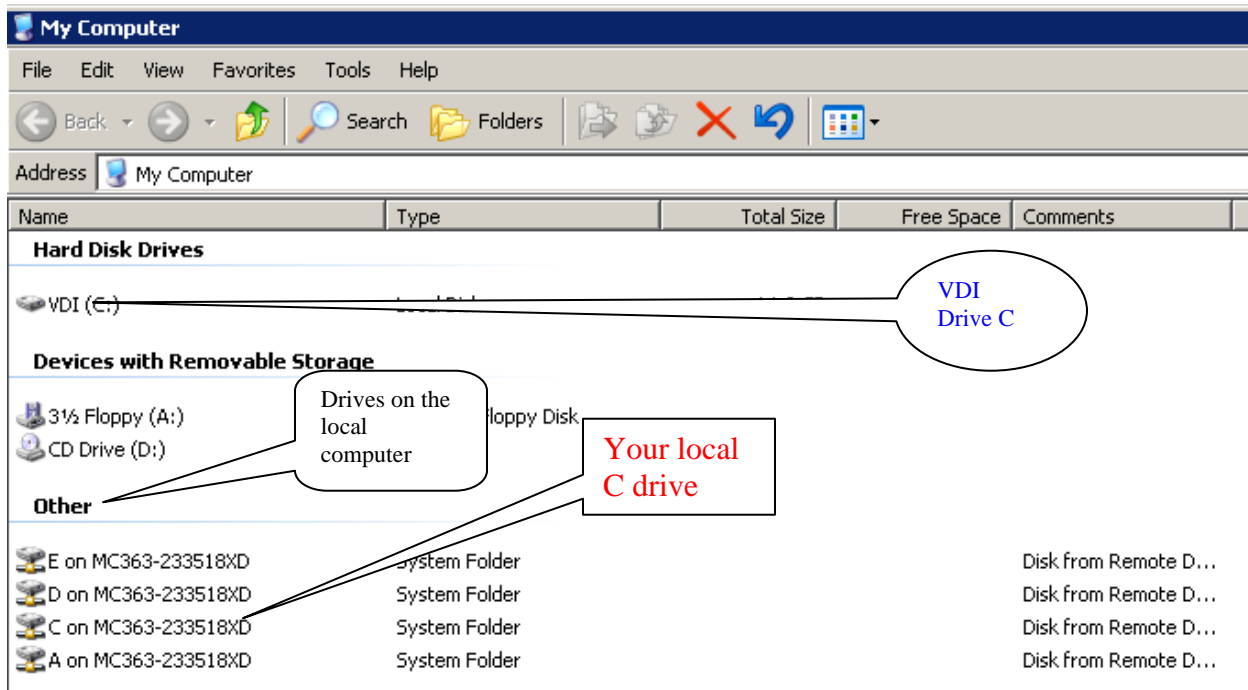 My Computer
File Edit View Favorites Tools Help
Back Search Folders
Address My Computer
Name Type Total Size Free Space Comments
Hard Disk Drives
VDI (C:)
VDI
Drive C
Devices with Removable Storage
3½ Floppy (A:) Floppy Disk
CD Drive (D:)
Drives on the
local
computer
Your local
C drive
Other
E on MC363-233518XD System Folder Disk from Remote D...
D on MC363-233518XD System Folder Disk from Remote D...
C on MC363-233518XD System Folder Disk from Remote D...
A on MC363-233518XD System Folder Disk from Remote D...